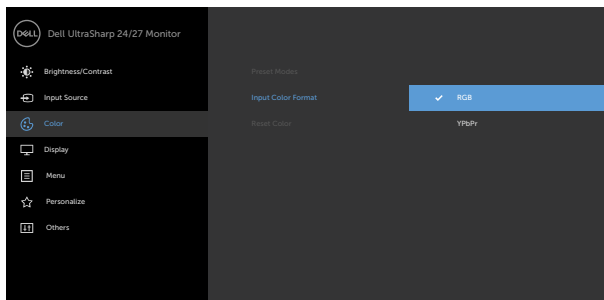 DELL
Dell UltraSharp 24/27 Monitor
Brightness/Contrast
Preset Modes
Input Source
Input Color Format
RGB
Color
Reset Color
YPbPr
Display
Menu
Personalize
Others